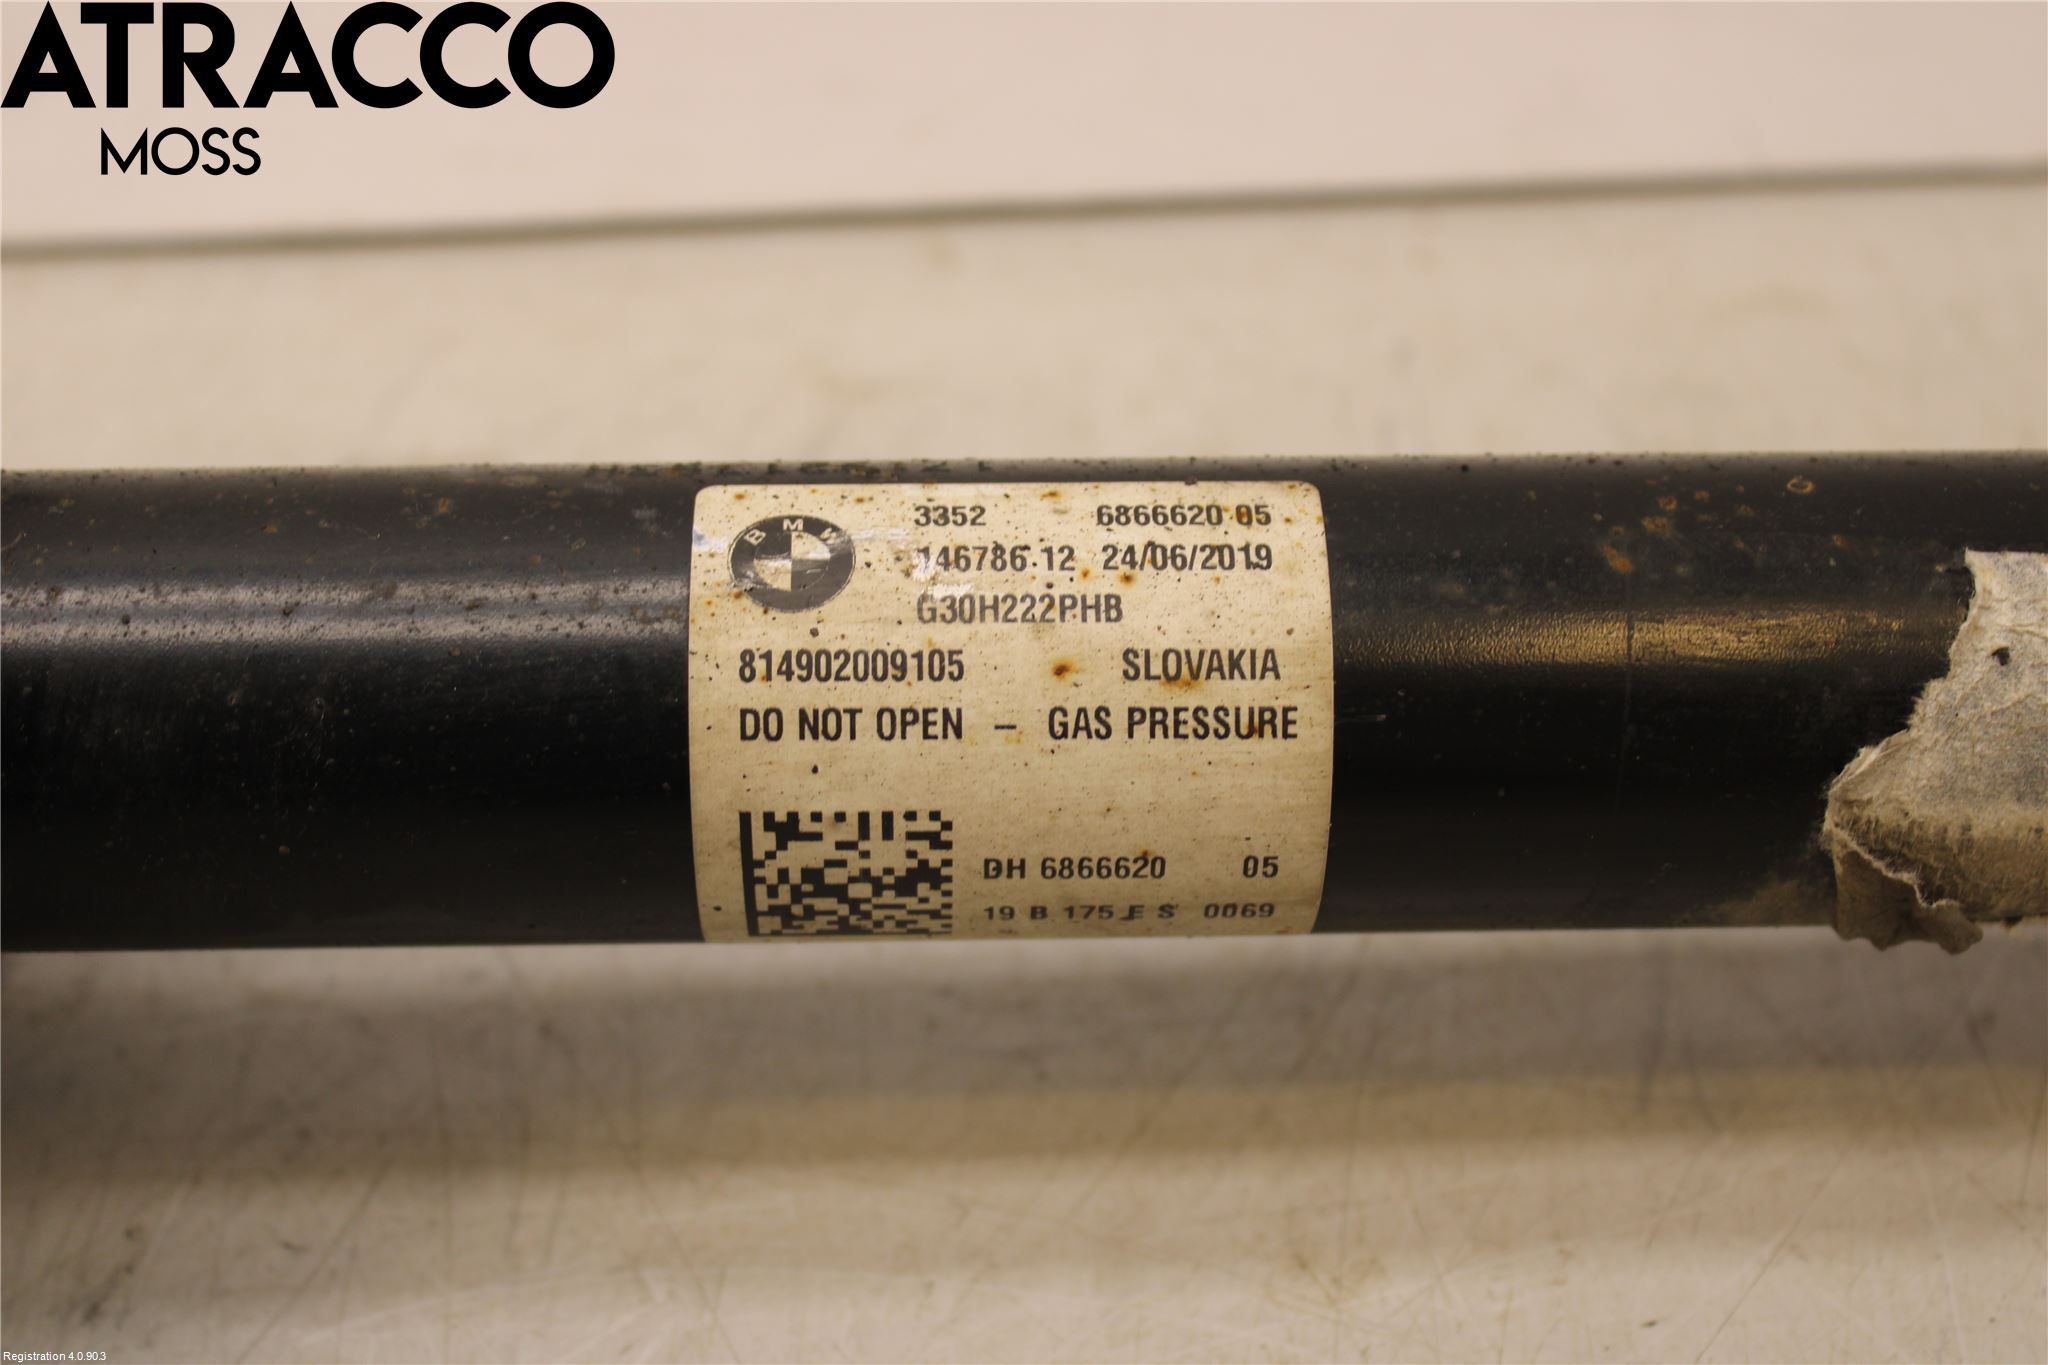 ATRACCO
MOSS
BMW
3352 6866620 05
146786.12 24/06/2019
G30H222PHB
814902009105 SLOVAKIA
DO NOT OPEN – GAS PRESSURE
DH 6866620 05
19 B 175 E S 0069
Registration 4.0.90.3